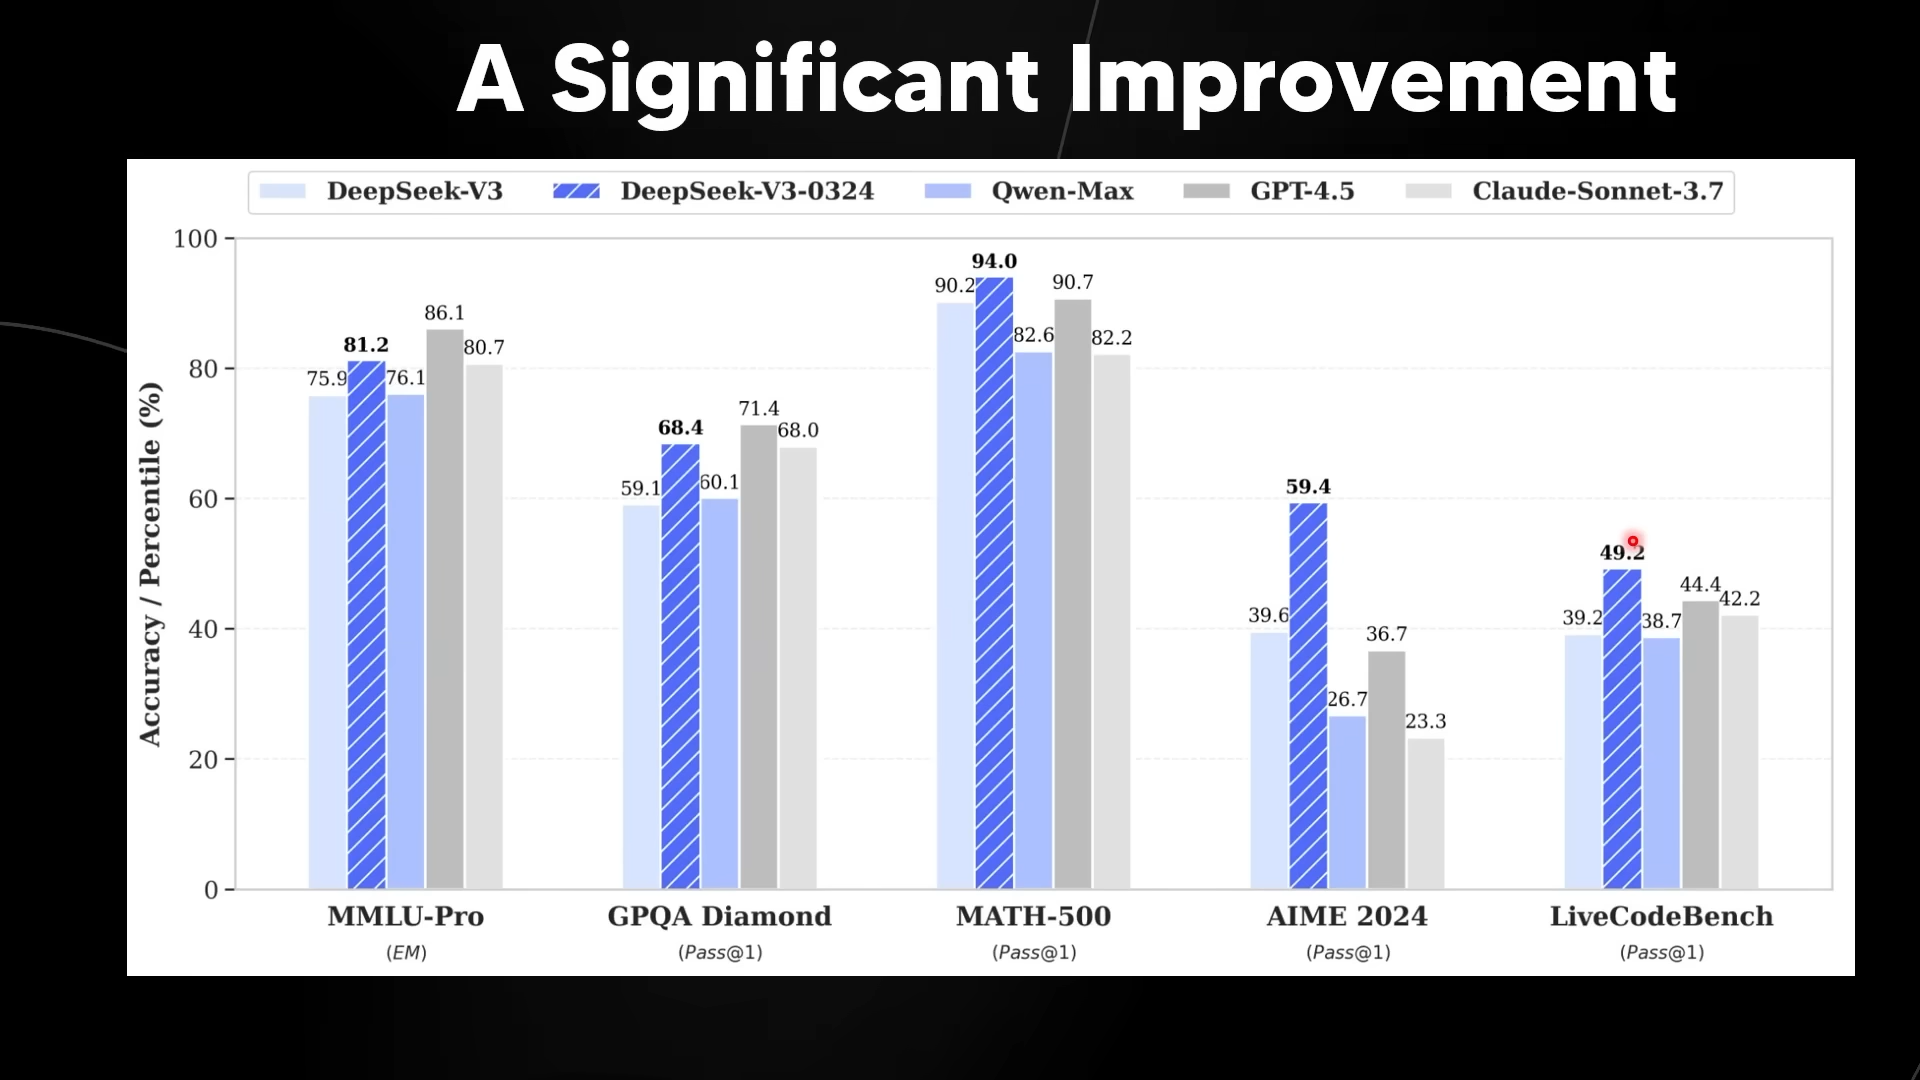 A Significant Improvement
DeepSeek-V3 DeepSeek-V3-0324 Qwen-Max GPT-4.5 Claude-Sonnet-3.7
Accuracy / Percentile (%)
100
80
60
40
20
0
75.9 81.2 76.1 86.1 80.7
59.1 68.4 60.1 71.4 68.0
90.2 94.0 82.6 90.7 82.2
39.6 59.4 26.7 36.7 23.3
39.2 49.2 38.7 44.4 42.2
MMLU-Pro GPQA Diamond MATH-500 AIME 2024 LiveCodeBench
(EM) (Pass@1) (Pass@1) (Pass@1) (Pass@1)